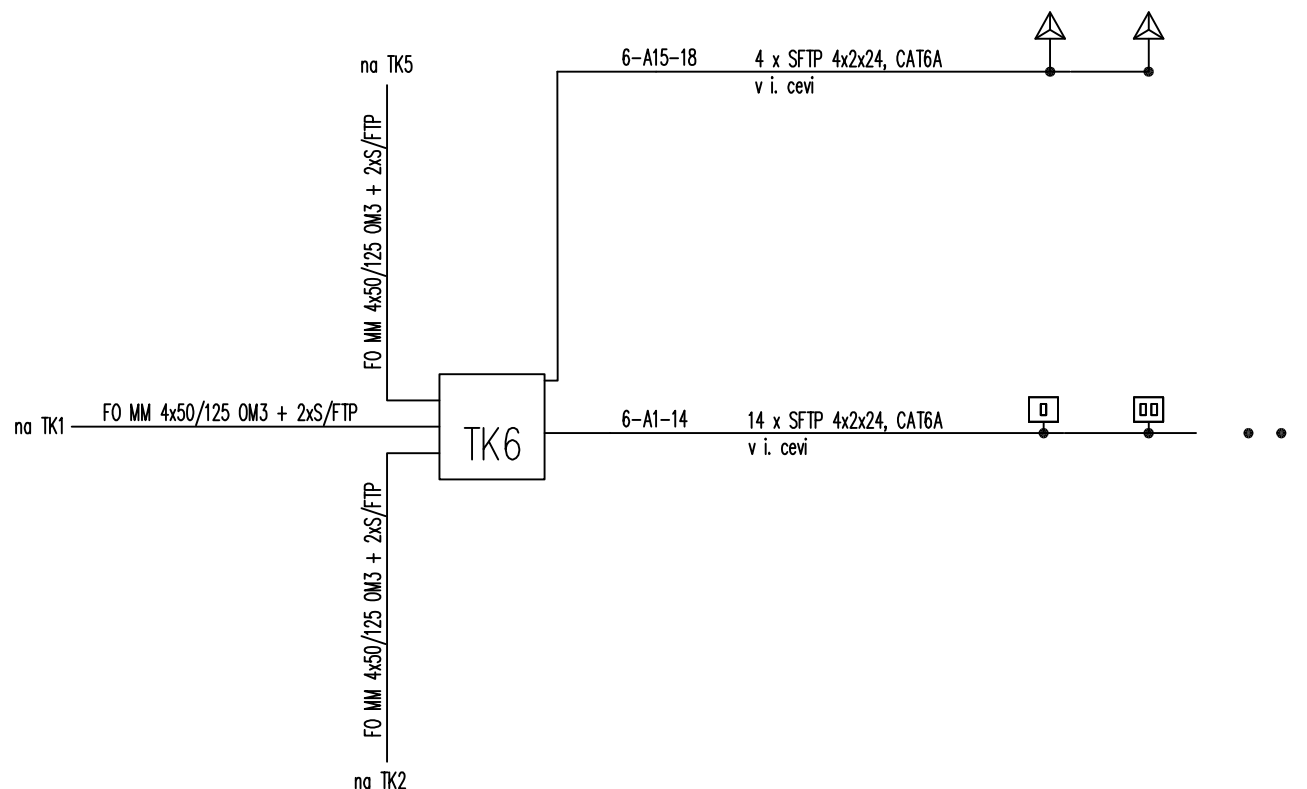 6-A15-18
4 x SFTP 4x2x24, CAT6A
v i. cevi
na TK5
FO MM 4x50/125 OM3 + 2xS/FTP
na TK1
FO MM 4x50/125 OM3 + 2xS/FTP
TK6
6-A1-14
14 x SFTP 4x2x24, CAT6A
v i. cevi
FO MM 4x50/125 OM3 + 2xS/FTP
na TK2